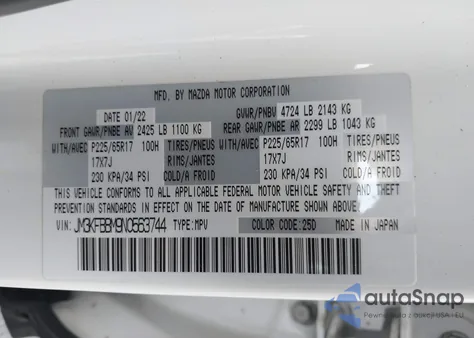 MFD. BY MAZDA MOTOR CORPORATION
DATE 01/22 GVWR/PNBV 4724 LB 2143 KG
FRONT GAWR/PNBE AV 2425 LB 1100 KG REAR GAWR/PNBE AR 2299 LB 1043 KG
WITH/AVEC P225/65R17 100H TIRES/PNEUS WITH/AVEC P225/65R17 100H TIRES/PNEUS
17X7J RIMS/JANTES 17X7J RIMS/JANTES
230 KPA/34 PSI COLD/A FROID 230 KPA/34 PSI COLD/A FROID
THIS VEHICLE CONFORMS TO ALL APPLICABLE FEDERAL MOTOR VEHICLE SAFETY AND THEFT
PREVENTION STANDARDS IN EFFECT ON THE DATE OF MANUFACTURE SHOWN ABOVE.
VIN: JM3KFBBM9N0563744 TYPE: MPV COLOR CODE: 25D MADE IN JAPAN
autoSnap